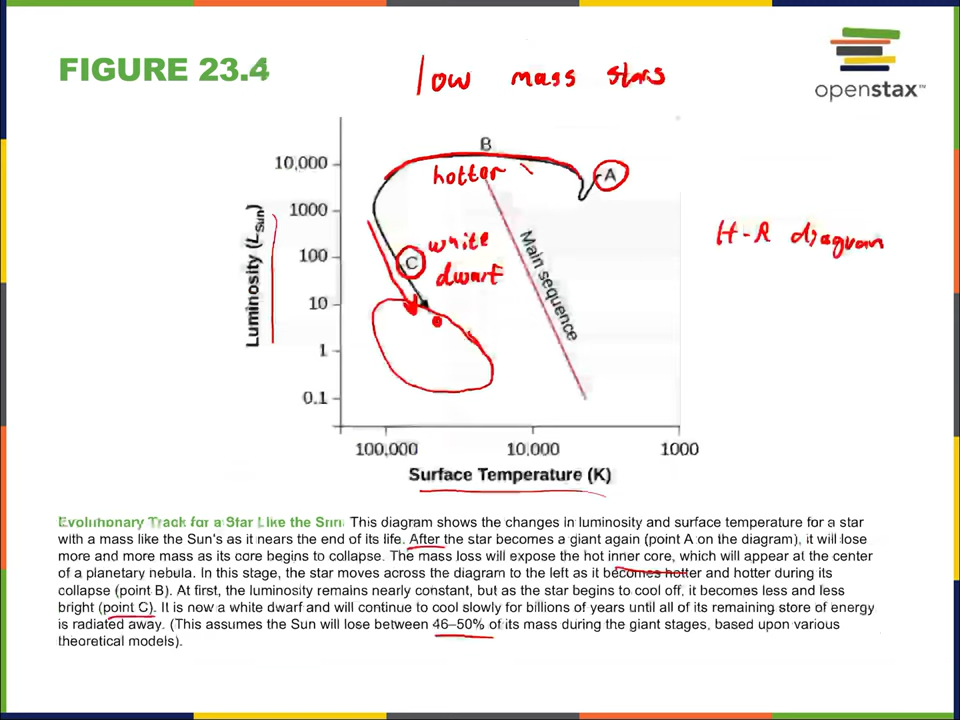 FIGURE 23.4
low mass stars
openstax™
B
10,000
hotter
A
1000
Luminosity (LSun)
H-R diagram
white
100
C
dwarf
Main sequence
10
1
0.1
100,000 10,000 1000
Surface Temperature (K)
Evolutionary Track for a Star Like the Sun. This diagram shows the changes in luminosity and surface temperature for a star
with a mass like the Sun's as it nears the end of its life. After the star becomes a giant again (point A on the diagram), it will lose
more and more mass as its core begins to collapse. The mass loss will expose the hot inner core, which will appear at the center
of a planetary nebula. In this stage, the star moves across the diagram to the left as it becomes hotter and hotter during its
collapse (point B). At first, the luminosity remains nearly constant, but as the star begins to cool off, it becomes less and less
bright (point C). It is now a white dwarf and will continue to cool slowly for billions of years until all of its remaining store of energy
is radiated away. (This assumes the Sun will lose between 46–50% of its mass during the giant stages, based upon various
theoretical models).